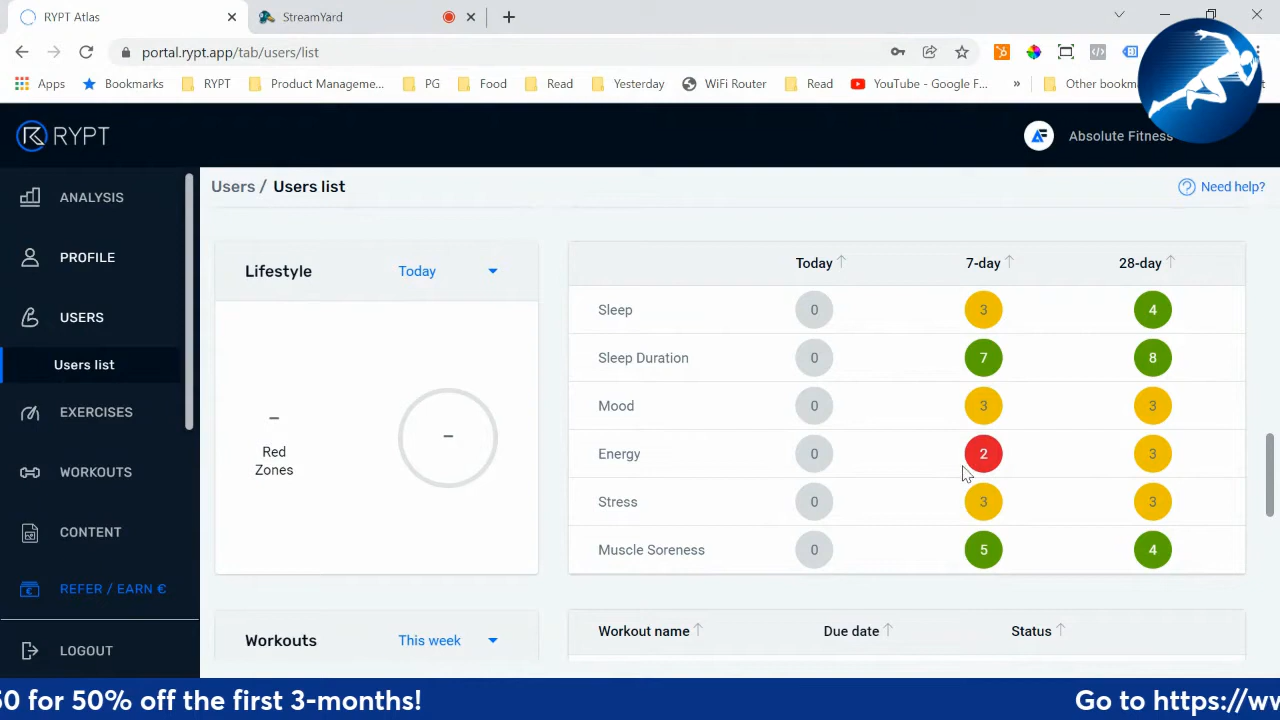 RYPT Atlas
StreamYard
portal.rypt.app/tab/users/list
Apps
Bookmarks
RYPT
Product Manageme...
PG
Food
Read
Yesterday
WiFi Router
Read
YouTube - Google F...
»
Other bookm
RYPT
Absolute Fitness
ANALYSIS
PROFILE
USERS
Users list
EXERCISES
WORKOUTS
CONTENT
REFER / EARN €
LOGOUT
Users / Users list
Need help?
Lifestyle Today
–
Red
Zones
–
Today 7-day 28-day
Sleep 0 3 4
Sleep Duration 0 7 8
Mood 0 3 3
Energy 0 2 3
Stress 0 3 3
Muscle Soreness 0 5 4
Workouts This week
Workout name Due date Status
50 for 50% off the first 3-months! Go to https://ww